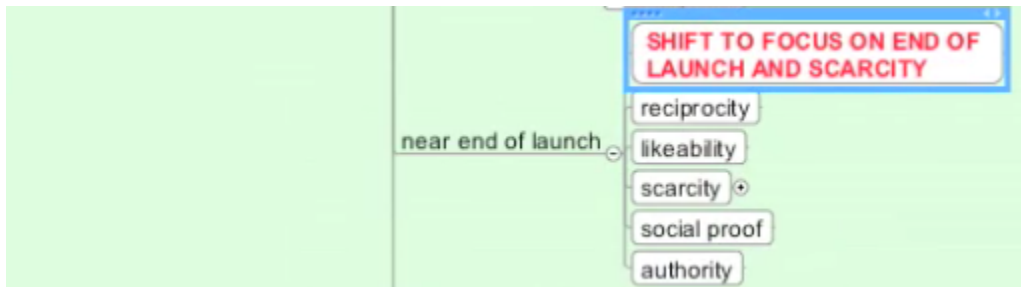 SHIFT TO FOCUS ON END OF
LAUNCH AND SCARCITY
reciprocity
near end of launch
likeability
scarcity
social proof
authority